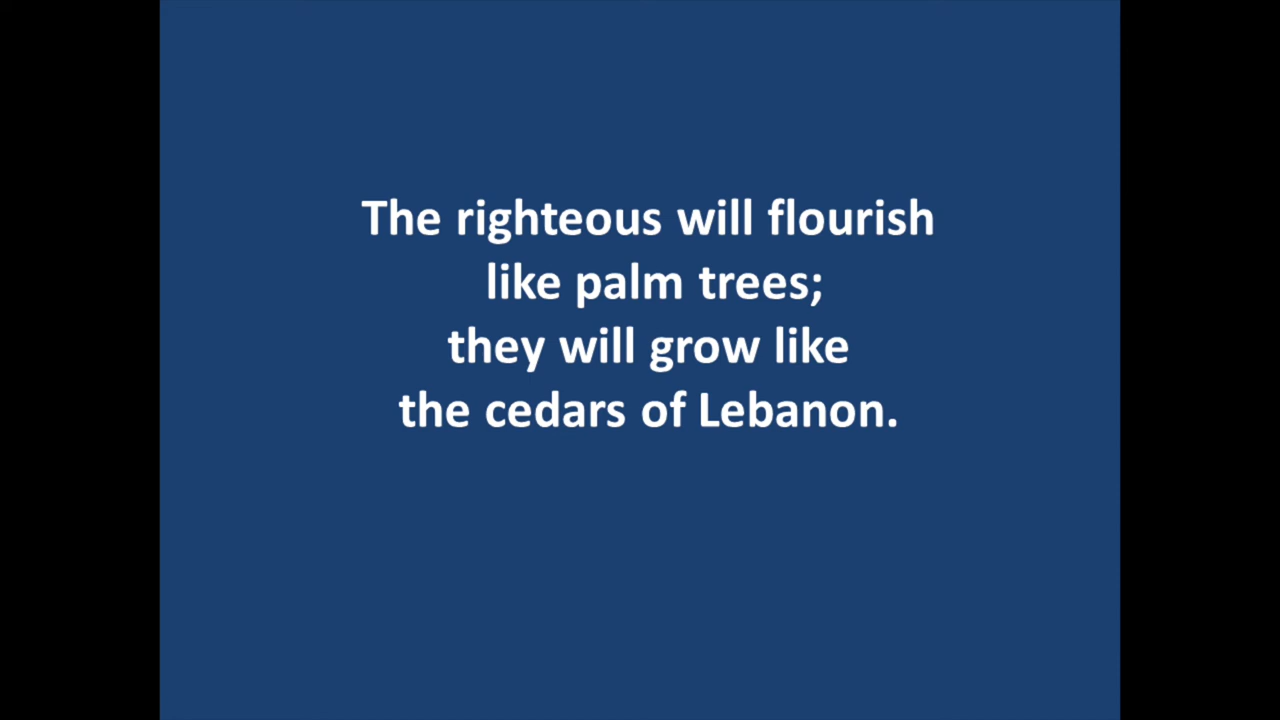 The righteous will flourish
like palm trees;
they will grow like
the cedars of Lebanon.